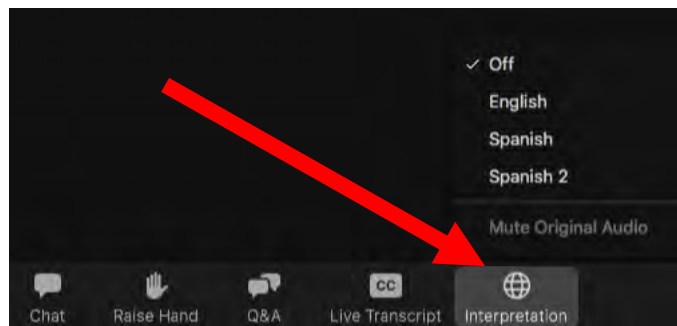 ✓ Off
English
Spanish
Spanish 2
Mute Original Audio
CC
Chat Raise Hand Q&A Live Transcript Interpretation